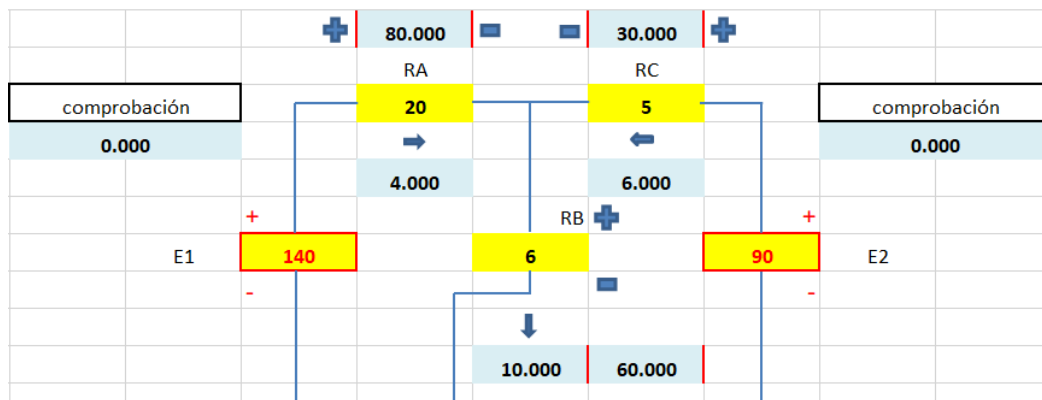 80.000 30.000
RA RC
comprobación 20 5 comprobación
0.000 0.000
4.000 6.000
+ RB +
E1 140 6 90 E2
- -
10.000 60.000